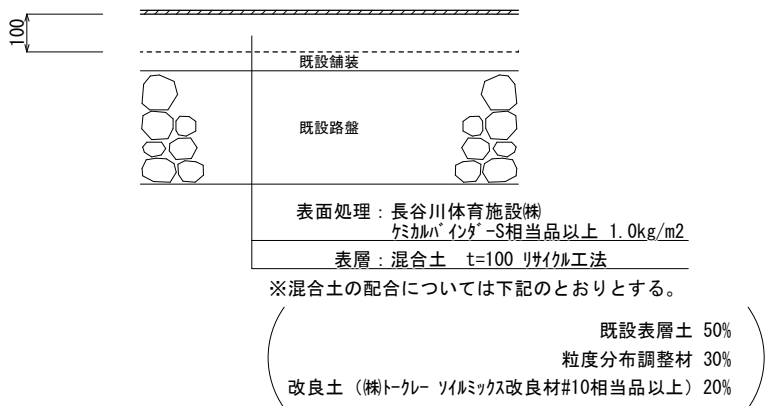 100
既設舗装
既設路盤
表面処理：長谷川体育施設㈱
ｹﾐｶﾙﾊﾞｲﾝﾀﾞｰS相当品以上 1.0kg/m2
表層：混合土 t=100 ﾘｻｲｸﾙ工法
※混合土の配合については下記のとおりとする。
既設表層土 50%
粒度分布調整材 30%
改良土（㈱ﾄｰｸﾚｰ ｿｲﾙﾐｯｸｽ改良材#10相当品以上）20%